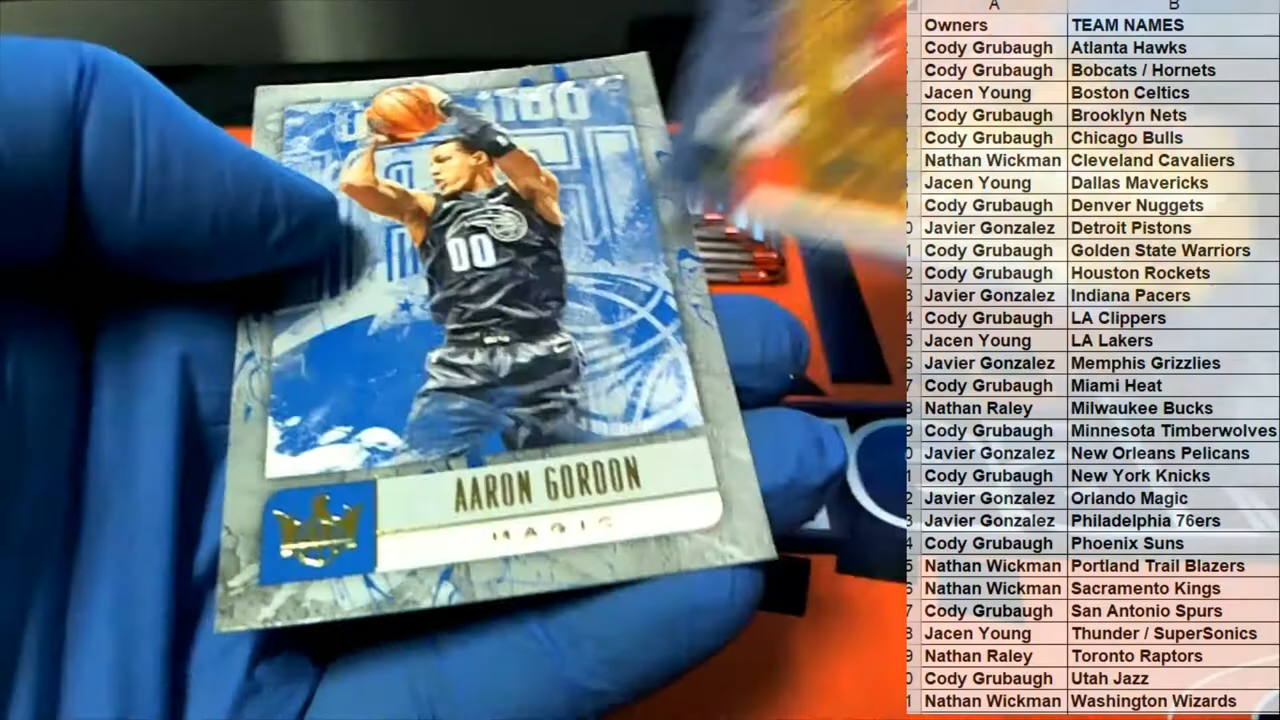 00
AARON GORDON
MAGIC
A B
Owners TEAM NAMES
Cody Grubaugh Atlanta Hawks
Cody Grubaugh Bobcats / Hornets
Jacen Young Boston Celtics
Cody Grubaugh Brooklyn Nets
Cody Grubaugh Chicago Bulls
Nathan Wickman Cleveland Cavaliers
Jacen Young Dallas Mavericks
Cody Grubaugh Denver Nuggets
Javier Gonzalez Detroit Pistons
Cody Grubaugh Golden State Warriors
Cody Grubaugh Houston Rockets
Javier Gonzalez Indiana Pacers
Cody Grubaugh LA Clippers
Jacen Young LA Lakers
Javier Gonzalez Memphis Grizzlies
Cody Grubaugh Miami Heat
Nathan Raley Milwaukee Bucks
Cody Grubaugh Minnesota Timberwolves
Javier Gonzalez New Orleans Pelicans
Cody Grubaugh New York Knicks
Javier Gonzalez Orlando Magic
Javier Gonzalez Philadelphia 76ers
Cody Grubaugh Phoenix Suns
Nathan Wickman Portland Trail Blazers
Nathan Wickman Sacramento Kings
Cody Grubaugh San Antonio Spurs
Jacen Young Thunder / SuperSonics
Nathan Raley Toronto Raptors
Cody Grubaugh Utah Jazz
Nathan Wickman Washington Wizards